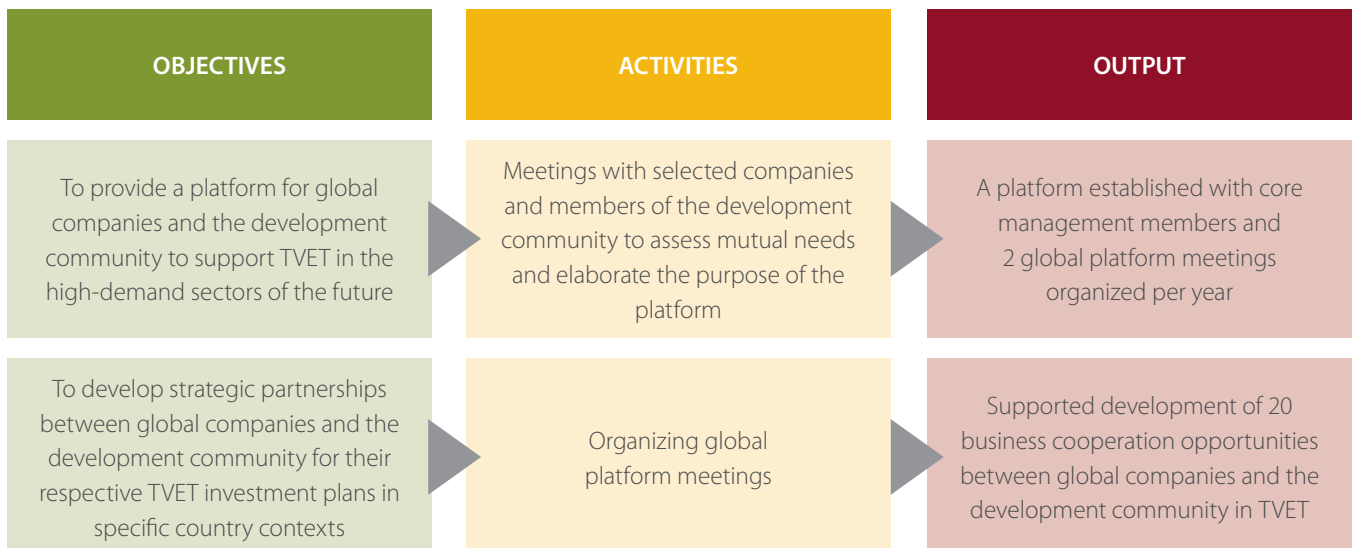 OBJECTIVES
ACTIVITIES
OUTPUT
To provide a platform for global
companies and the development
community to support TVET in the
high-demand sectors of the future
Meetings with selected companies
and members of the development
community to assess mutual needs
and elaborate the purpose of the
platform
A platform established with core
management members and
2 global platform meetings
organized per year
To develop strategic partnerships
between global companies and the
development community for their
respective TVET investment plans in
specific country contexts
Organizing global
platform meetings
Supported development of 20
business cooperation opportunities
between global companies and the
development community in TVET